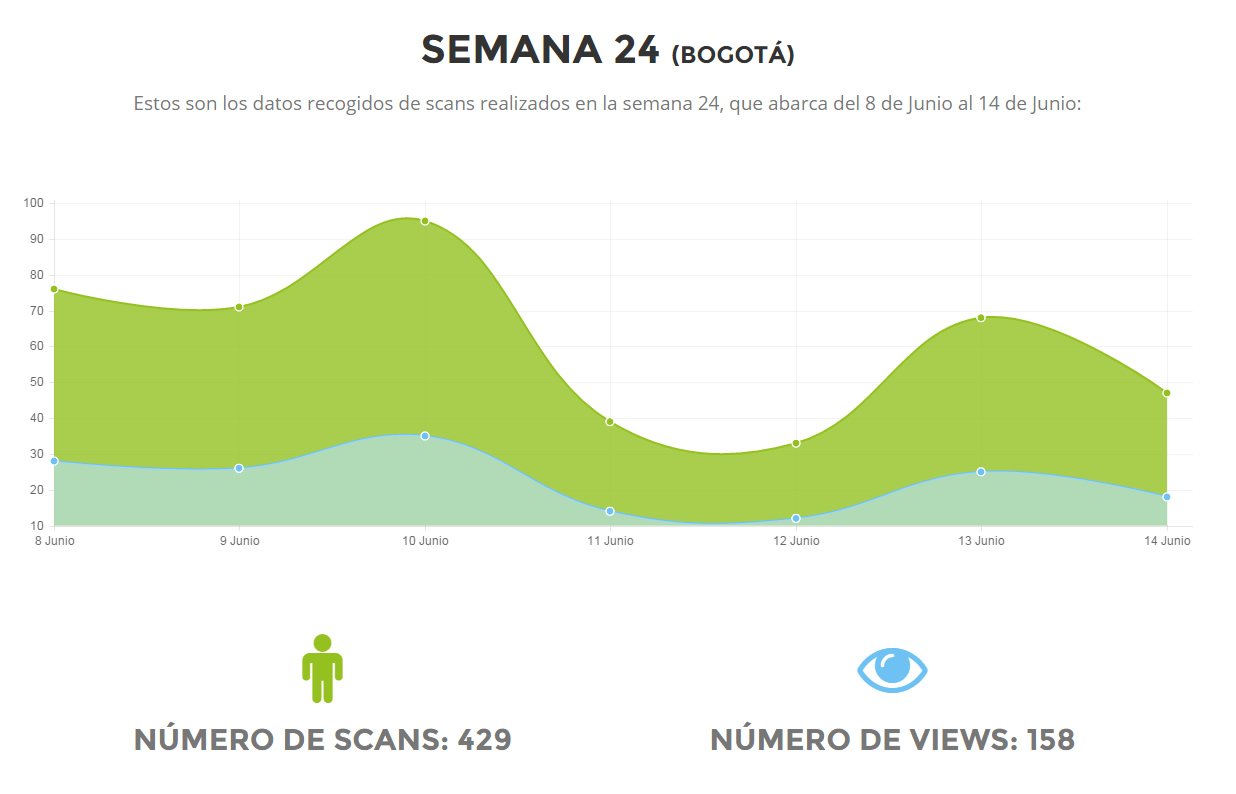 SEMANA 24 (BOGOTÁ)
Estos son los datos recogidos de scans realizados en la semana 24, que abarca del 8 de Junio al 14 de Junio:
100
90
80
70
60
50
40
30
20
10
8 Junio 9 Junio 10 Junio 11 Junio 12 Junio 13 Junio 14 Junio
NÚMERO DE SCANS: 429
NÚMERO DE VIEWS: 158